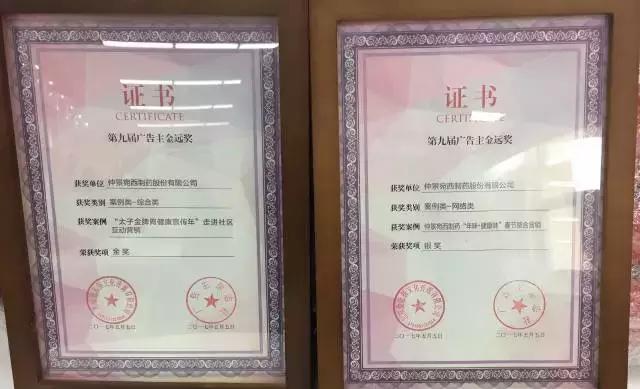 证书
CERTIFICATE
第九届广告主金远奖
获奖单位 仲景宛西制药股份有限公司
获奖类别 案例类-综合类
获奖案例 “太子金牌胃健康宣传年”走进社区
互动营销
荣获奖项 金奖
二〇一七年五月五日
证书
CERTIFICATE
第九届广告主金远奖
获奖单位 仲景宛西制药股份有限公司
获奖类别 案例类-网络类
获奖案例 仲景宛西制药“年味+健康味”春节整合营销
荣获奖项 银奖
二〇一七年五月五日